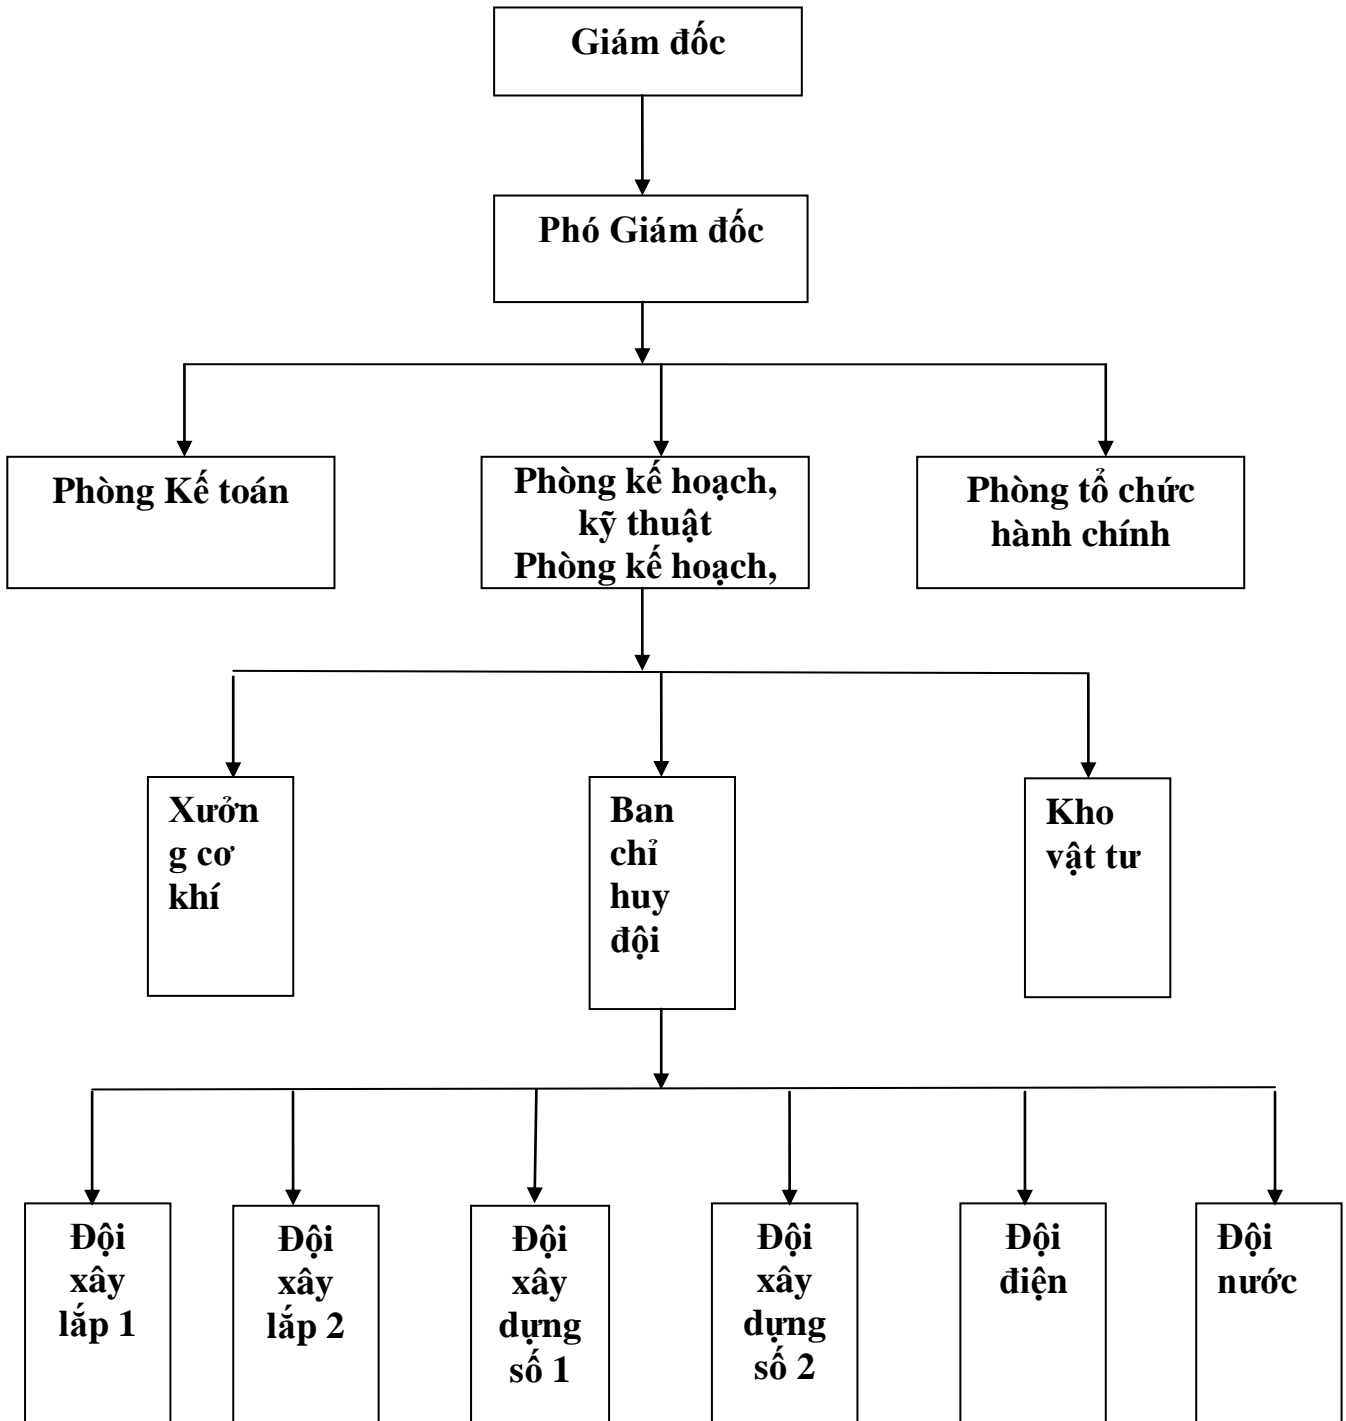 Giám đốc
Phó Giám đốc
Phòng Kế toán
Phòng kế hoạch,
kỹ thuật
Phòng kế hoạch,
Phòng tổ chức
hành chính
Xưởn
g cơ
khí
Ban
chỉ
huy
đội
Kho
vật tư
Đội
xây
lắp 1
Đội
xây
lắp 2
Đội
xây
dựng
số 1
Đội
xây
dựng
số 2
Đội
điện
Đội
nước